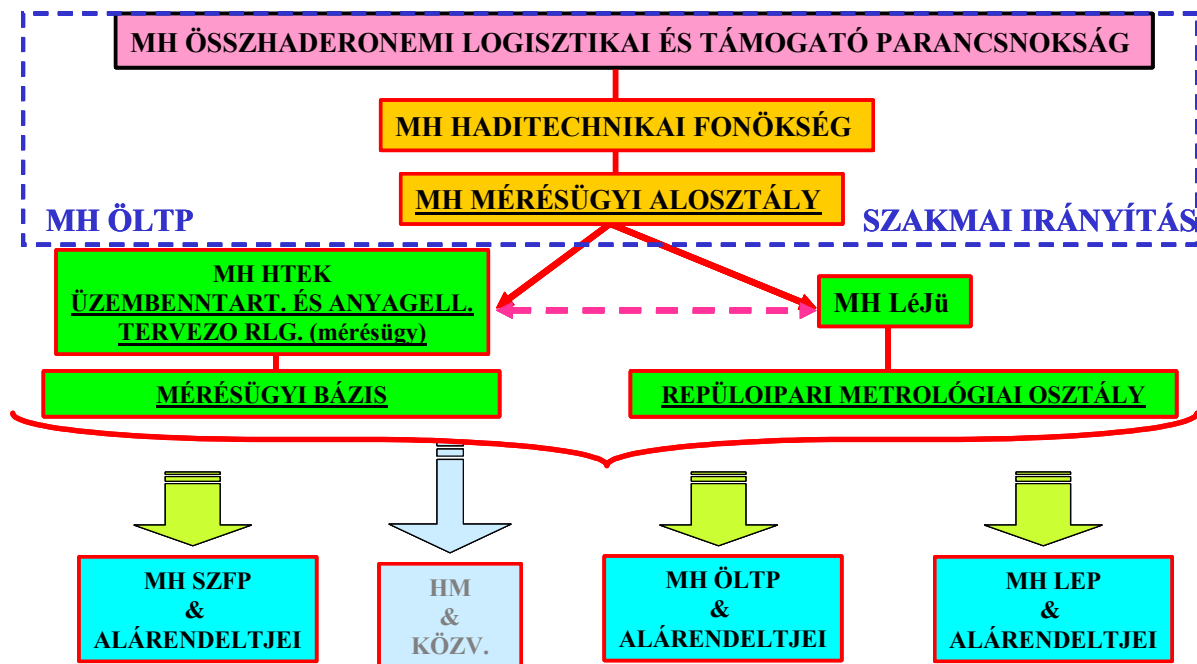 MH ÖSSZHADERONEMI LOGISZTIKAI ÉS TÁMOGATÓ PARANCSNOKSÁG
MH HADITECHNIKAI FONÖKSÉG
MH MÉRÉSÜGYI ALOSZTÁLY
MH ÖLTP
SZAKMAI IRÁNYÍTÁS
MH HTEK
ÜZEMBENNTART. ÉS ANYAGELL.
TERVEZO RLG. (mérésügy)
MH LéJü
MÉRÉSÜGYI BÁZIS
REPÜLOIPARI METROLÓGIAI OSZTÁLY
MH SZFP
&
ALÁRENDELTJEI
HM
&
KÖZV.
MH ÖLTP
&
ALÁRENDELTJEI
MH LEP
&
ALÁRENDELTJEI